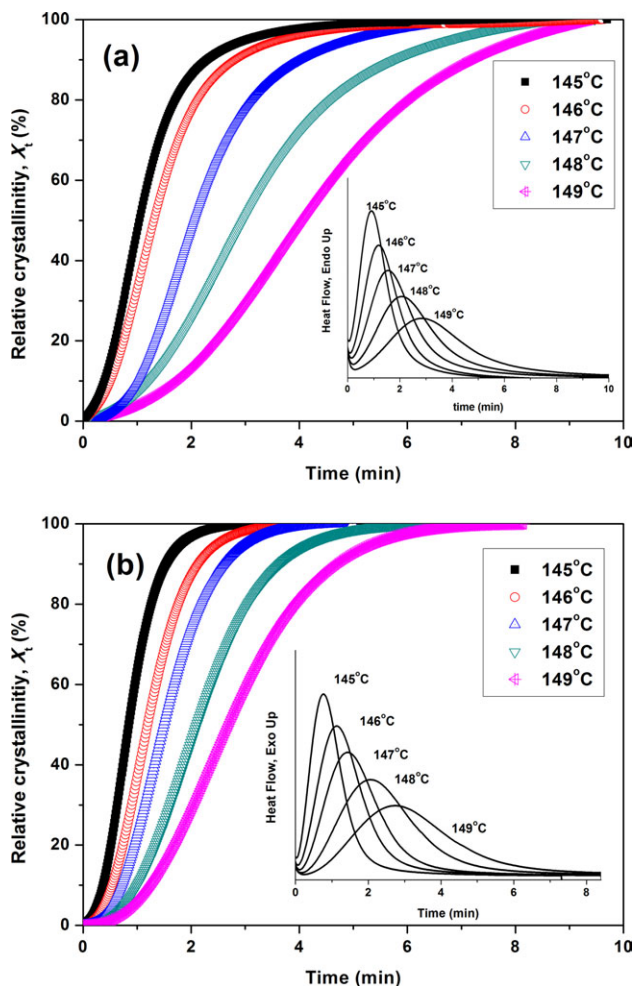 (a)
Relative crystallinitiy, Xt (%)
100
80
60
40
20
0
145°C
146°C
147°C
148°C
149°C
Heat Flow, Endo Up
145°C
146°C
147°C
148°C
149°C
0 2 4 6 8 10
time (min)
0 2 4 6 8 10
Time (min)
(b)
Relative crystallinity, Xt (%)
100
80
60
40
20
0
145°C
146°C
147°C
148°C
149°C
Heat Flow, Exo Up
145°C
146°C
147°C
148°C
149°C
0 2 4 6 8
Time (min)
0 2 4 6 8 10
Time (min)